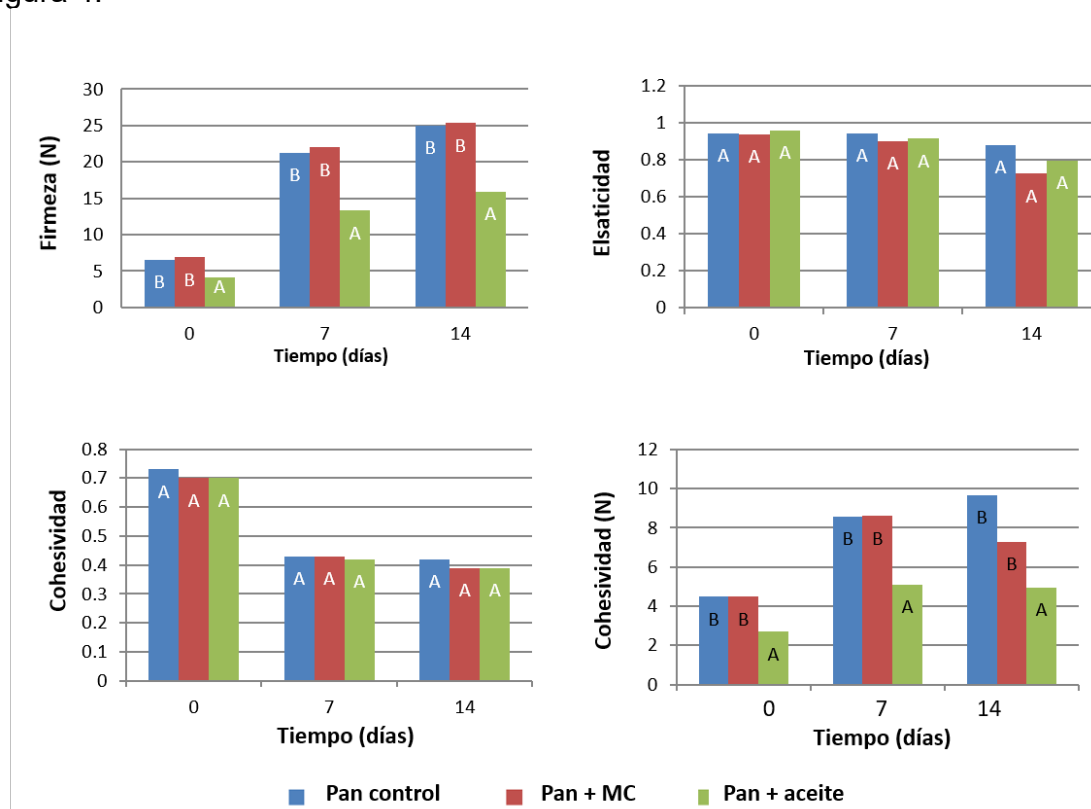 Firmeza (N)
30
25
20
15
10
5
0
B B A
B B A
B B A
0 7 14
Tiempo (días)
Elsaticidad
1.2
1
0.8
0.6
0.4
0.2
0
A A A
A A A
A A A
0 7 14
Tiempo (días)
Cohesividad
0.8
0.7
0.6
0.5
0.4
0.3
0.2
0.1
0
A A A
A A A
A A A
0 7 14
Tiempo (días)
Cohesividad (N)
12
10
8
6
4
2
0
B B A
B B A
B B A
0 7 14
Tiempo (días)
Pan control Pan + MC Pan + aceite